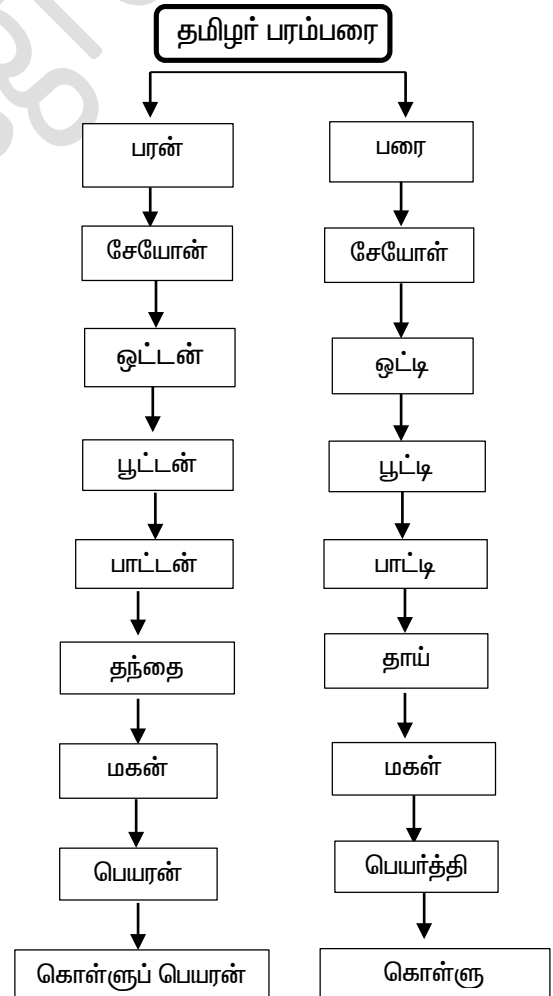 தமிழர் பரம்பரை
பரன்
பரை
சேயோன்
சேயோள்
ஒட்டன்
ஒட்டி
பூட்டன்
பூட்டி
பாட்டன்
பாட்டி
தந்தை
தாய்
மகன்
மகள்
பெயரன்
பெயர்த்தி
கொள்ளுப் பெயரன்
கொள்ளு